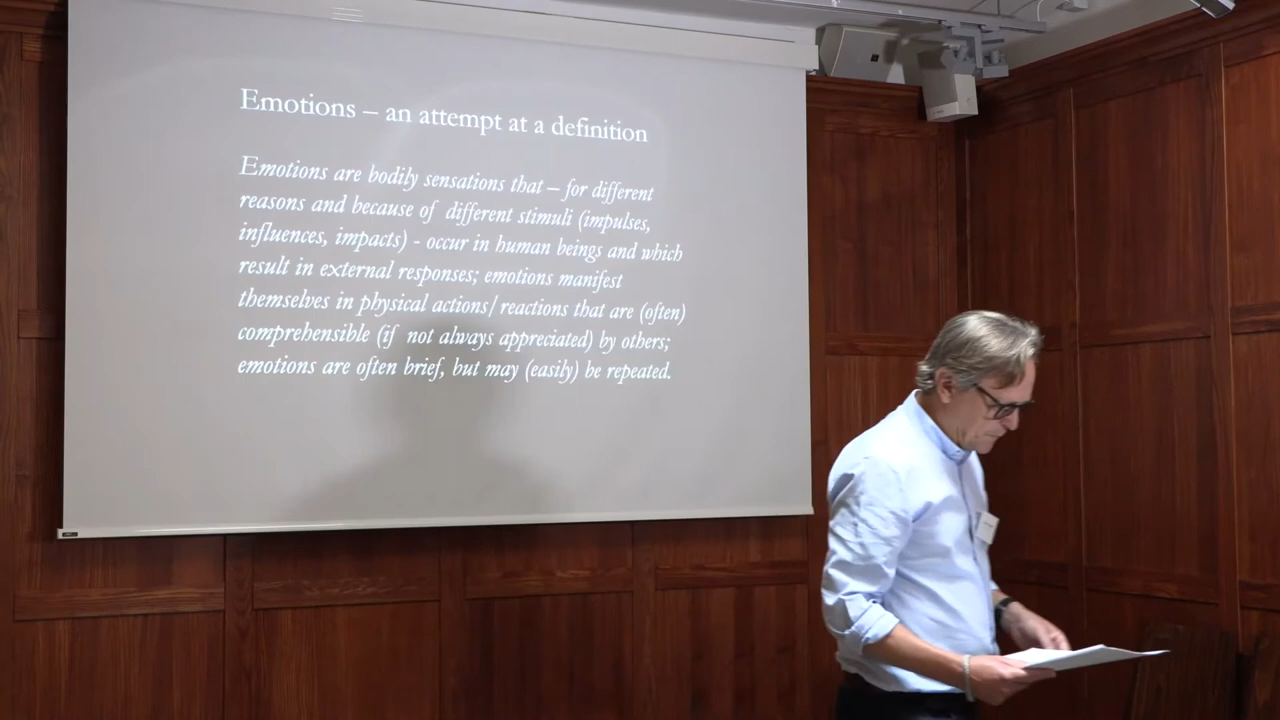 Emotions – an attempt at a definition
Emotions are bodily sensations that – for different
reasons and because of different stimuli (impulses,
influences, impacts) - occur in human beings and which
result in external responses; emotions manifest
themselves in physical actions/reactions that are (often)
comprehensible (if not always appreciated) by others;
emotions are often brief, but may (easily) be repeated.